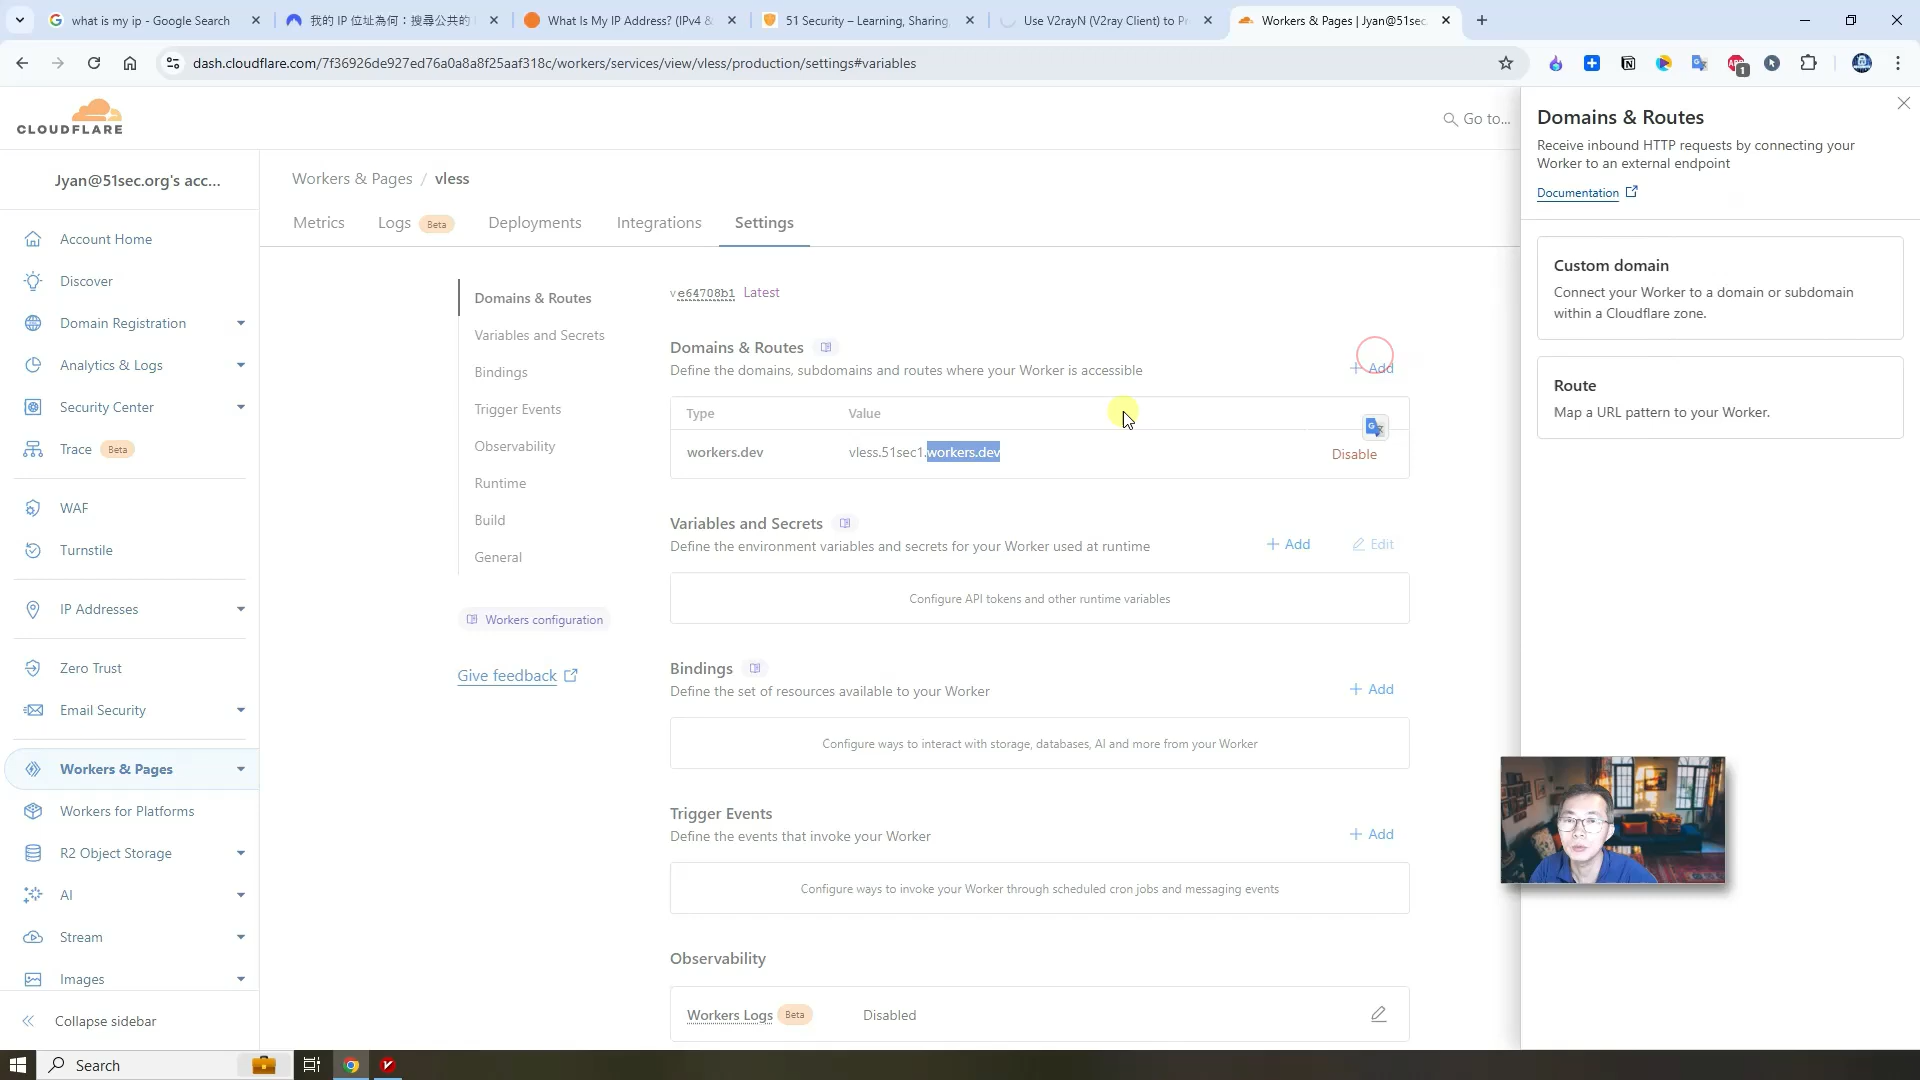 what is my ip - Google Search
我的 IP 位址為何：搜尋公共的
What Is My IP Address? (IPv4 &
51 Security – Learning, Sharing,
Use V2rayN (V2ray Client) to Pr
Workers & Pages | Jyan@51sec.
dash.cloudflare.com/7f36926de927ed76a0a8a8f25aaf318c/workers/services/view/vless/production/settings#variables
1
CLOUDFLARE
Go to...
Jyan@51sec.org's acc...
Account Home
Discover
Domain Registration
Analytics & Logs
Security Center
Trace Beta
WAF
Turnstile
IP Addresses
Zero Trust
Email Security
Workers & Pages
Workers for Platforms
R2 Object Storage
AI
Stream
Images
Collapse sidebar
Workers & Pages / vless
Metrics
Logs Beta
Deployments
Integrations
Settings
Domains & Routes
Variables and Secrets
Bindings
Trigger Events
Observability
Runtime
Build
General
Workers configuration
Give feedback
ve64708b1 Latest
Domains & Routes
Define the domains, subdomains and routes where your Worker is accessible
+ Add
Type Value
workers.dev vless.51sec1.workers.dev Disable
Variables and Secrets
Define the environment variables and secrets for your Worker used at runtime
+ Add Edit
Configure API tokens and other runtime variables
Bindings
Define the set of resources available to your Worker
+ Add
Configure ways to interact with storage, databases, AI and more from your Worker
Trigger Events
Define the events that invoke your Worker
+ Add
Configure ways to invoke your Worker through scheduled cron jobs and messaging events
Observability
Workers Logs Beta Disabled
Domains & Routes
Receive inbound HTTP requests by connecting your
Worker to an external endpoint
Documentation
Custom domain
Connect your Worker to a domain or subdomain
within a Cloudflare zone.
Route
Map a URL pattern to your Worker.
Search